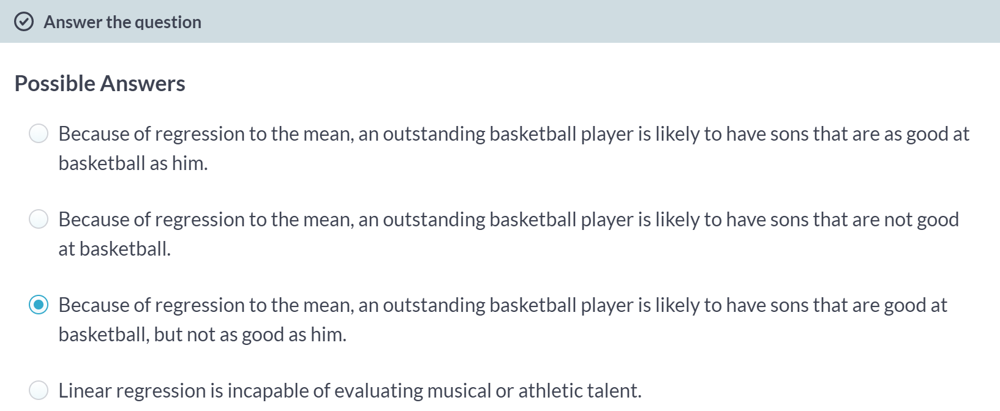 Answer the question
Possible Answers
Because of regression to the mean, an outstanding basketball player is likely to have sons that are as good at
basketball as him.
Because of regression to the mean, an outstanding basketball player is likely to have sons that are not good
at basketball.
Because of regression to the mean, an outstanding basketball player is likely to have sons that are good at
basketball, but not as good as him.
Linear regression is incapable of evaluating musical or athletic talent.